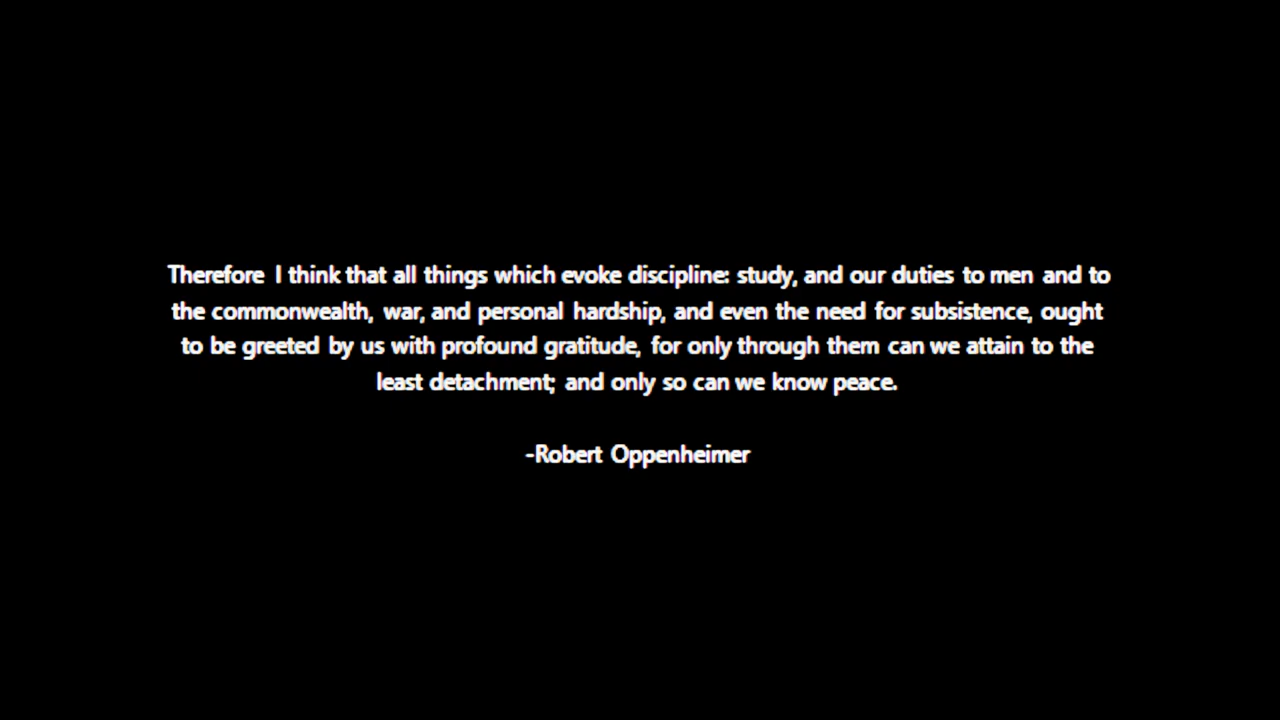 Therefore I think that all things which evoke discipline: study, and our duties to men and to
the commonwealth, war, and personal hardship, and even the need for subsistence, ought
to be greeted by us with profound gratitude, for only through them can we attain to the
least detachment; and only so can we know peace.
-Robert Oppenheimer